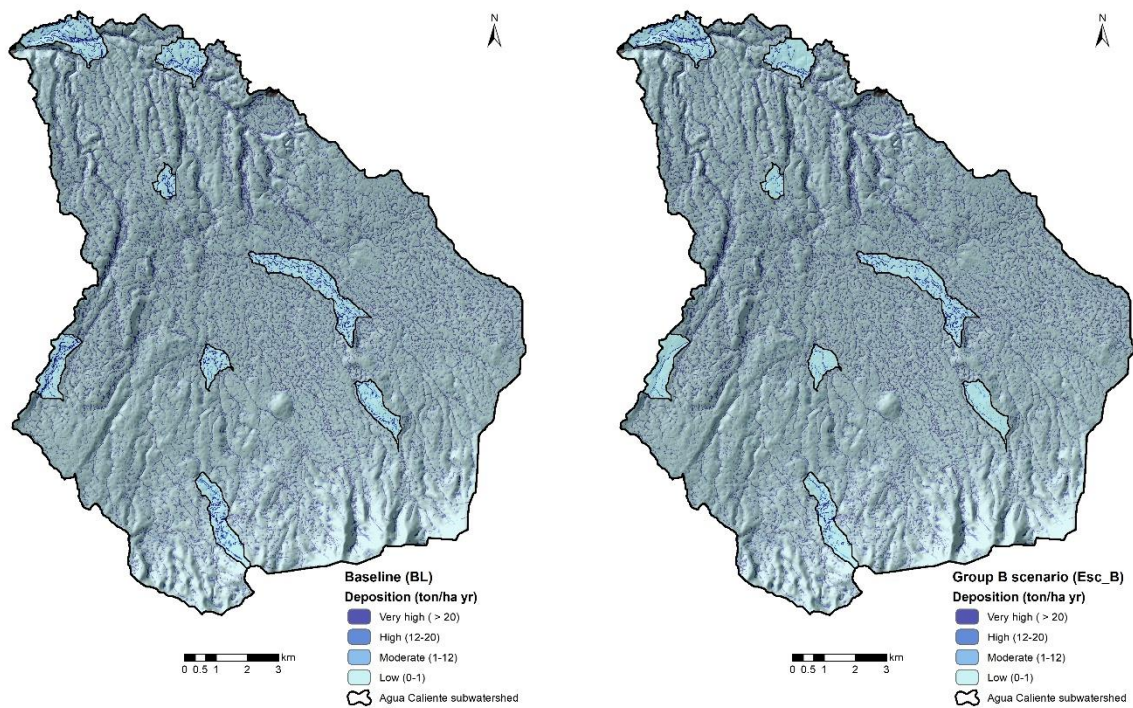 N
Baseline (BL)
Deposition (ton/ha yr)
Very high ( > 20)
High (12-20)
Moderate (1-12)
Low (0-1)
Agua Caliente subwatershed
0 0.5 1 2 3 km
N
Group B scenario (Esc_B)
Deposition (ton/ha yr)
Very high ( > 20)
High (12-20)
Moderate (1-12)
Low (0-1)
Agua Caliente subwatershed
0 0.5 1 2 3 km